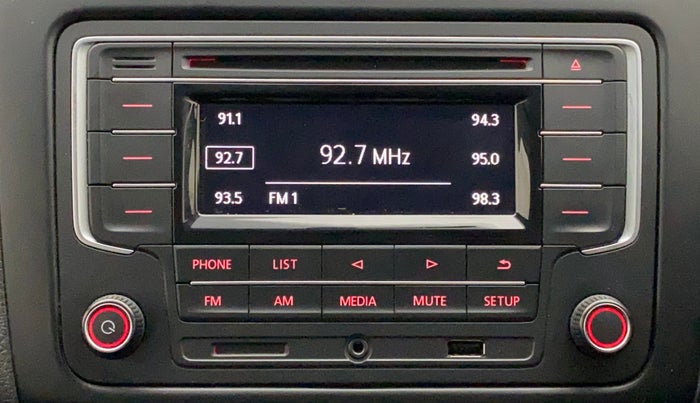 91.1
94.3
92.7
92.7 MHz
95.0
93.5
FM 1
98.3
PHONE LIST
FM AM MEDIA MUTE SETUP